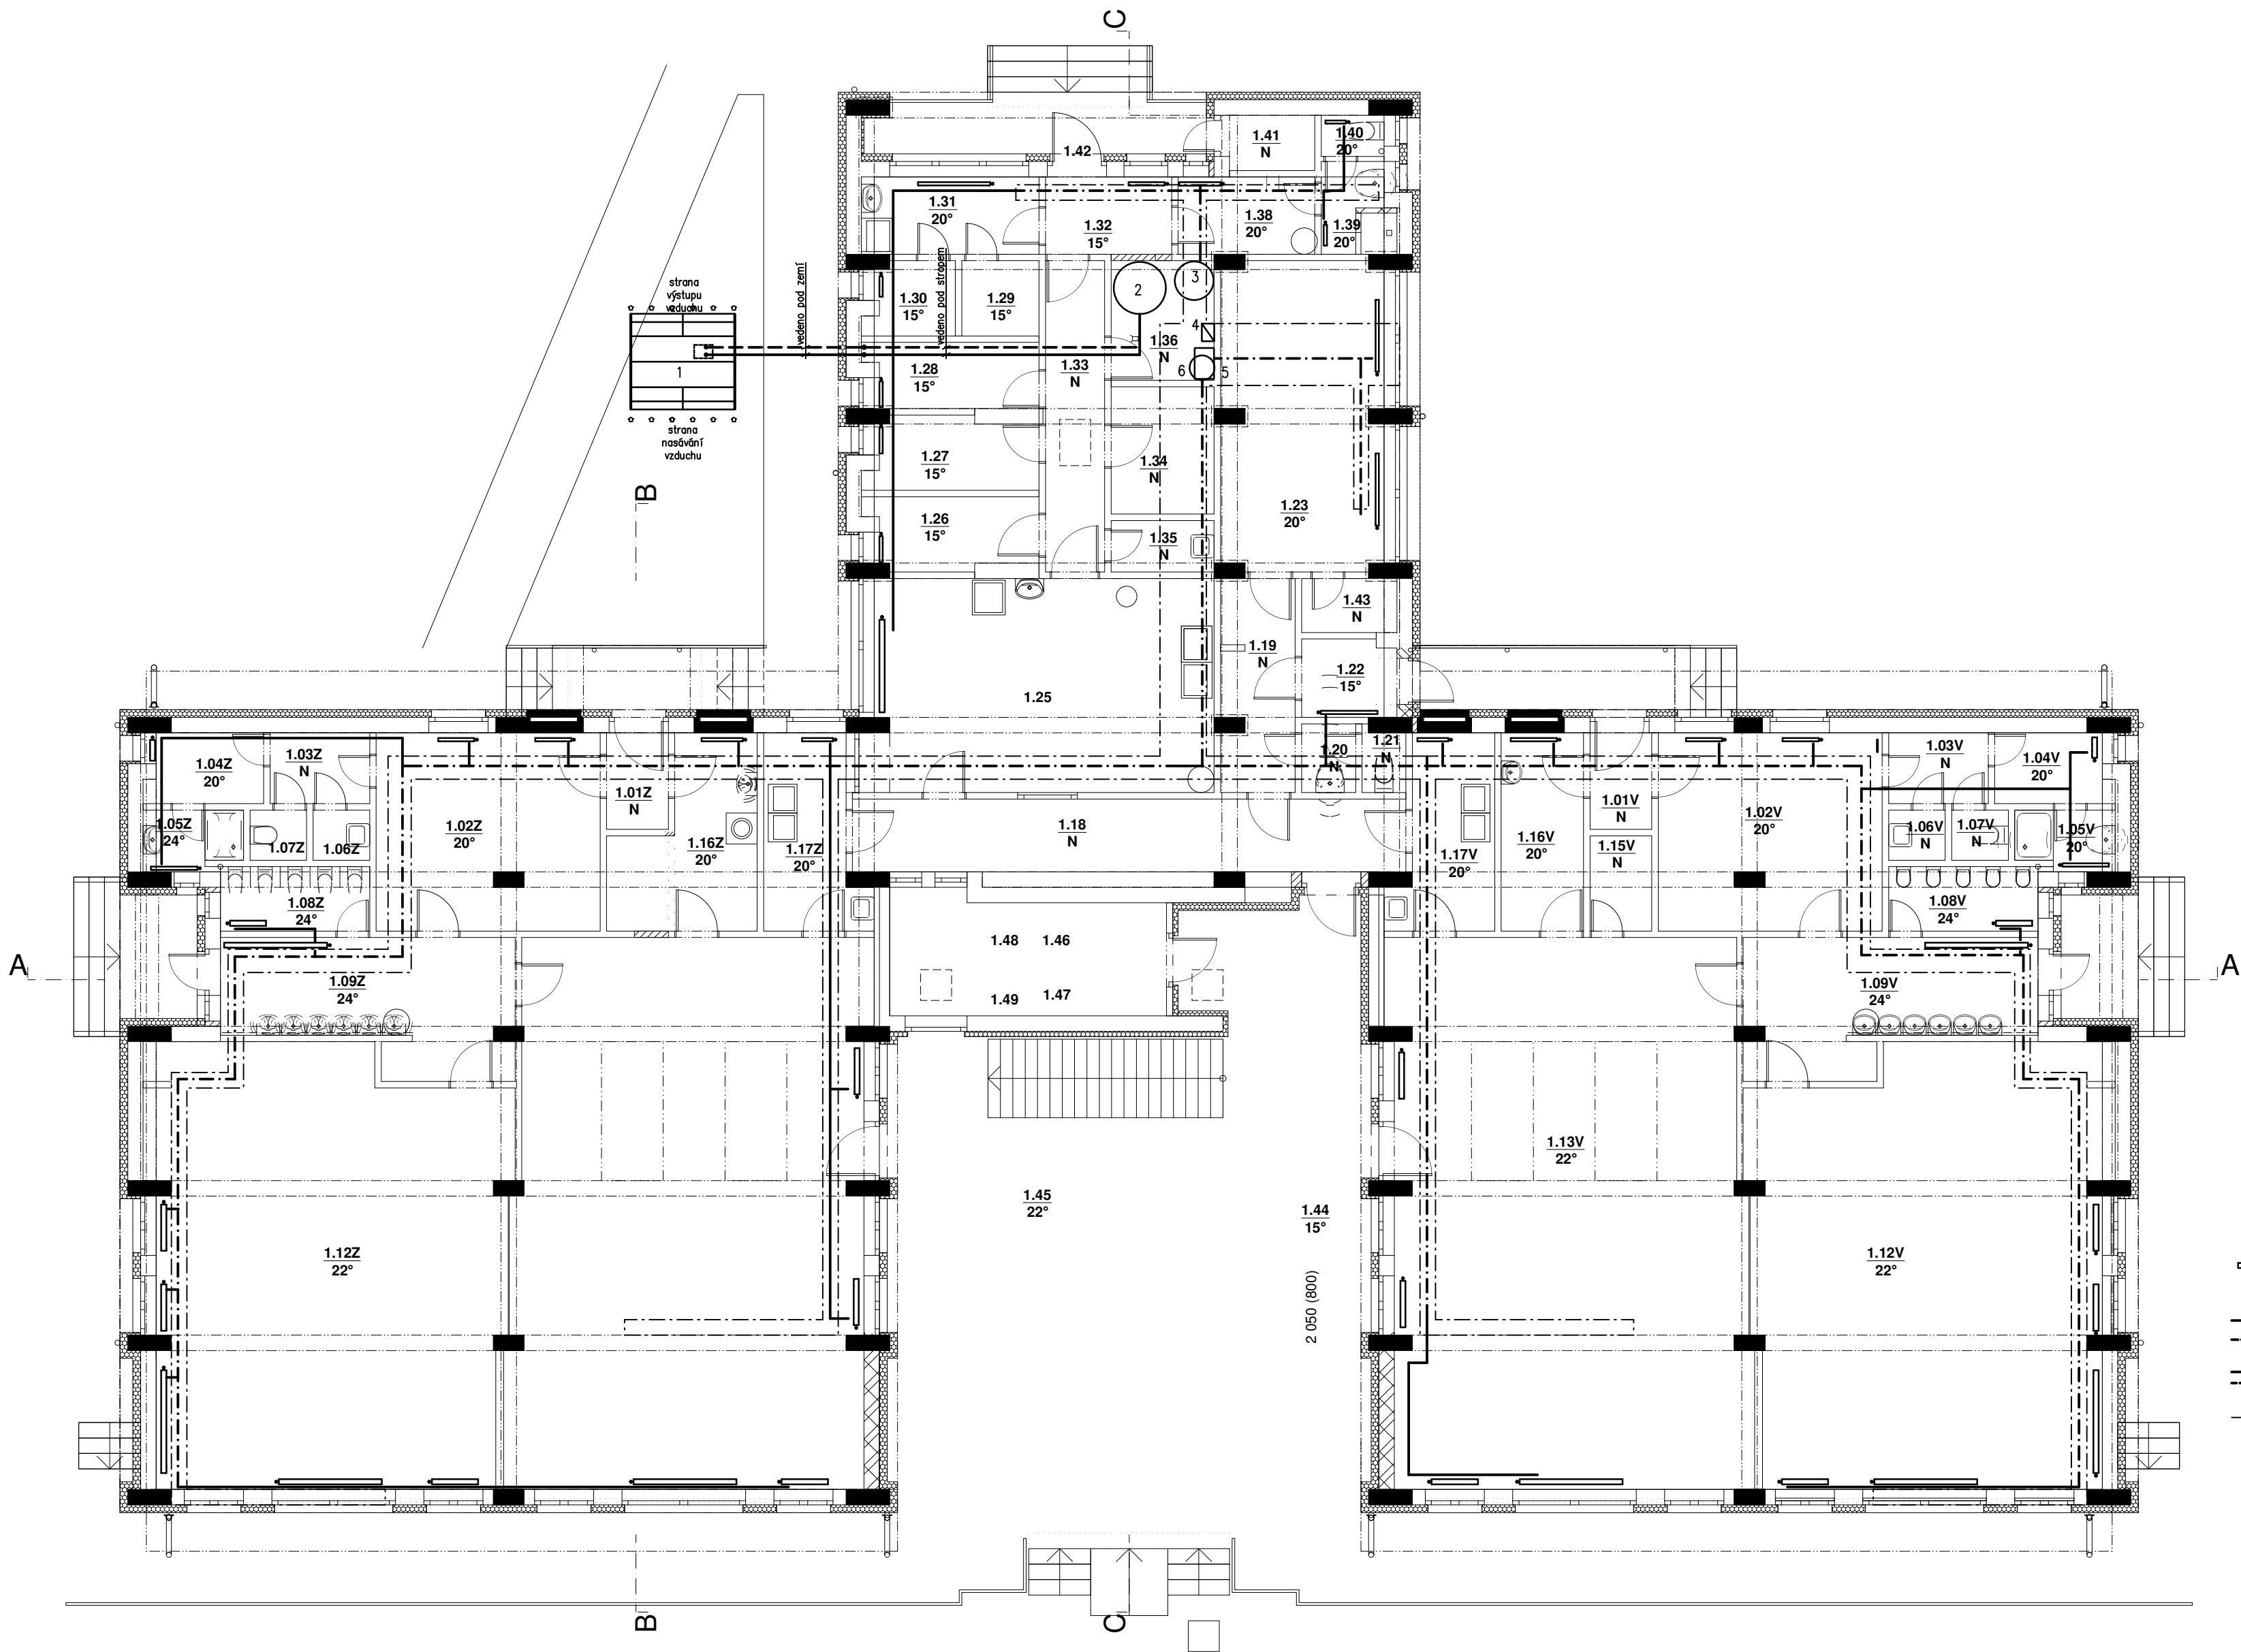 C
1.41
N
1.40
20°
1.42
1.31
20°
1.32
15°
1.38
20°
1.39
20°
strana
výstupu
vzduchu
vedeno pod zemí
vedeno pod stropem
1.30
15°
1.29
15°
2
3
4
1.36
N
1
1.28
15°
1.33
N
6
5
strana
nasávání
vzduchu
B
1.27
15°
1.34
N
1.26
15°
1.35
N
1.23
20°
1.43
N
1.19
N
1.22
15°
1.25
1.20
N
1.21
N
1.04Z
20°
1.03Z
N
1.05Z
24°
1.07Z
1.06Z
1.02Z
20°
1.01Z
N
1.16Z
20°
1.17Z
20°
1.18
N
1.17V
20°
1.16V
20°
1.01V
N
1.15V
N
1.02V
20°
1.03V
N
1.04V
20°
1.06V
N
1.07V
N
1.05V
20°
1.08Z
24°
1.08V
24°
A
1.09Z
24°
1.48
1.46
1.49
1.47
1.09V
24°
A
1.13V
22°
1.45
22°
1.44
15°
1.12Z
22°
1.12V
22°
2 050 (800)
B
C